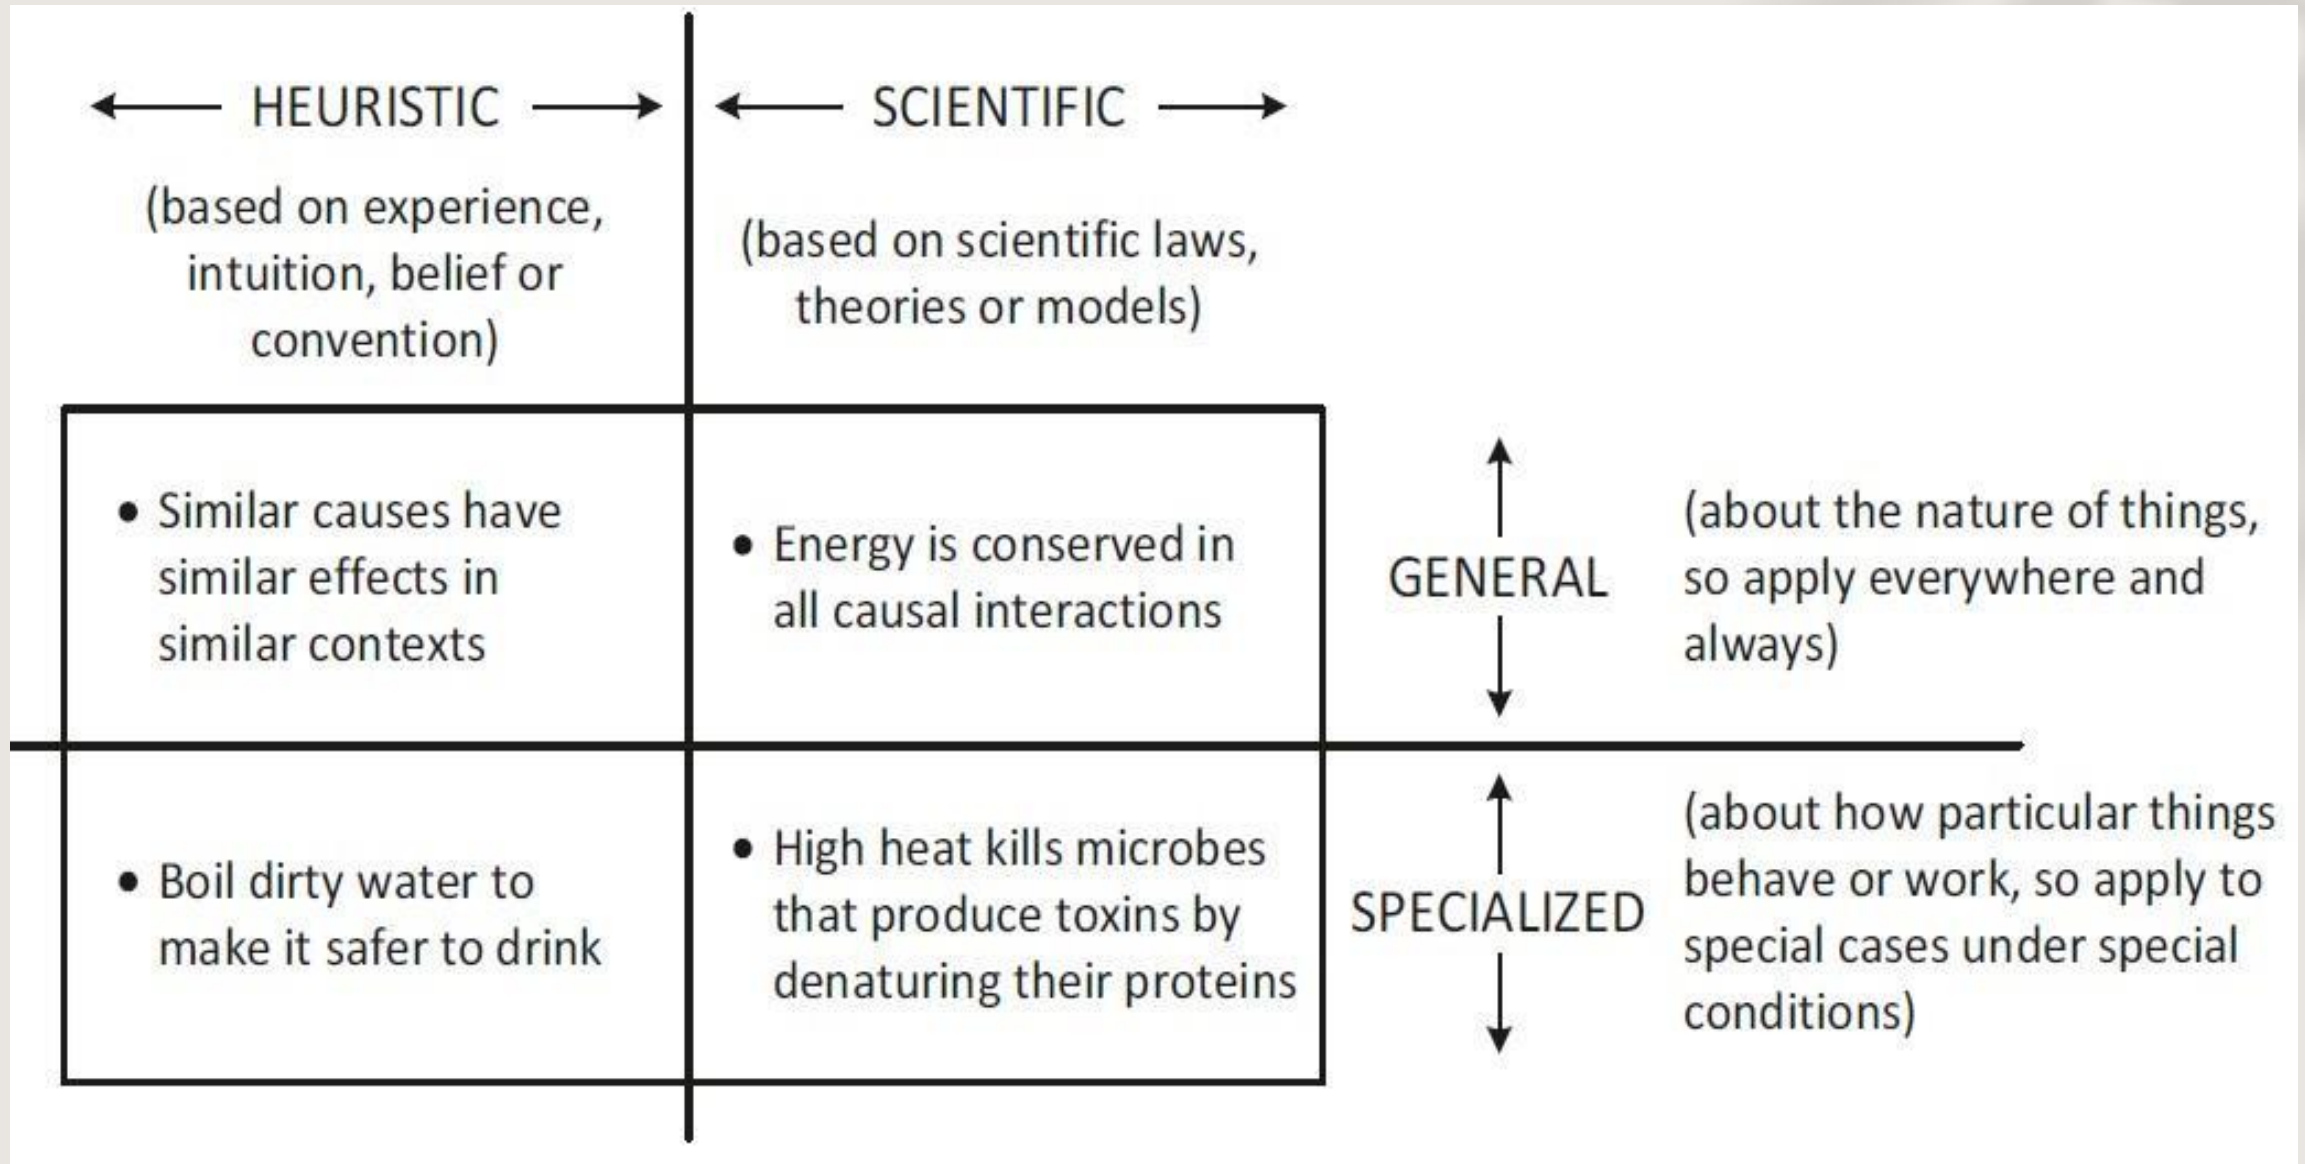 HEURISTIC
(based on experience,
intuition, belief or
convention)
SCIENTIFIC
(based on scientific laws,
theories or models)
• Similar causes have
similar effects in
similar contexts
• Energy is conserved in
all causal interactions
GENERAL
(about the nature of things,
so apply everywhere and
always)
• Boil dirty water to
make it safer to drink
• High heat kills microbes
that produce toxins by
denaturing their proteins
SPECIALIZED
(about how particular things
behave or work, so apply to
special cases under special
conditions)